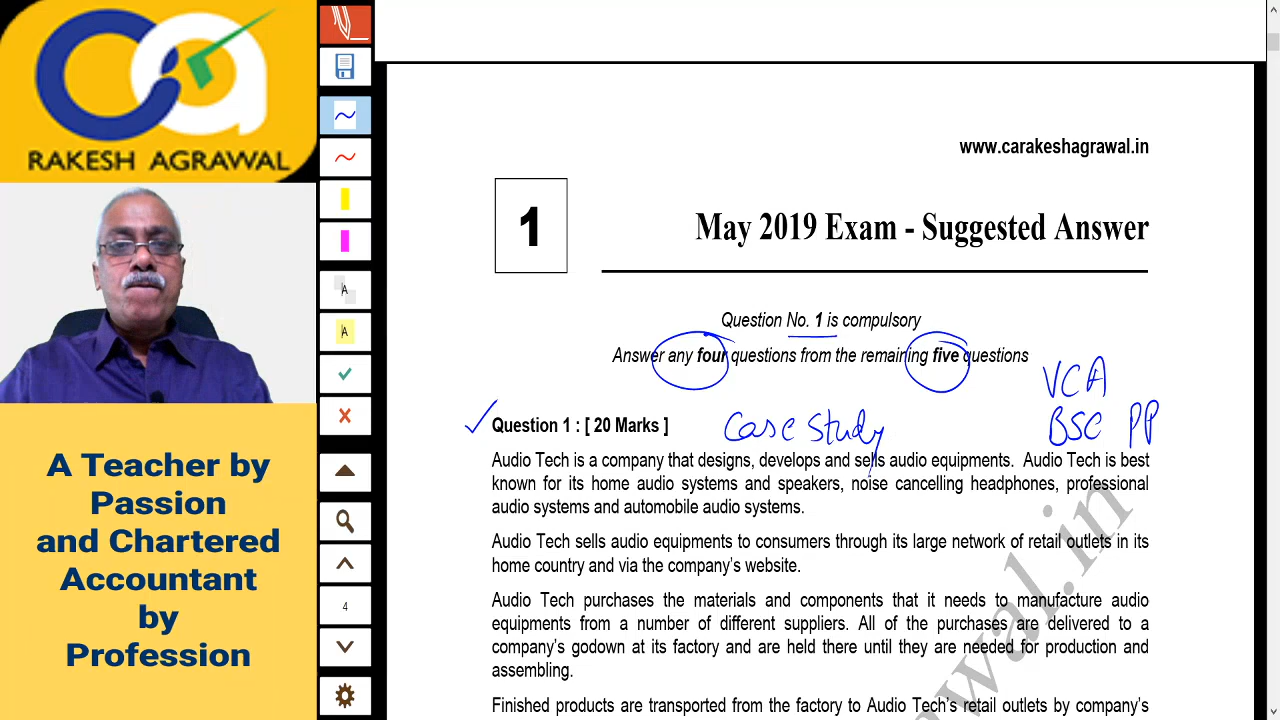 RAKESH AGRAWAL
A Teacher by
Passion
and Chartered
Accountant
by
Profession
A
A
4
www.carakeshagrawal.in
1
May 2019 Exam - Suggested Answer
Question No. 1 is compulsory
Answer any four questions from the remaining five questions
VCA
Question 1 : [ 20 Marks ] Case Study BSC PP
Audio Tech is a company that designs, develops and sells audio equipments. Audio Tech is best
known for its home audio systems and speakers, noise cancelling headphones, professional
audio systems and automobile audio systems.
Audio Tech sells audio equipments to consumers through its large network of retail outlets in its
home country and via the company's website.
Audio Tech purchases the materials and components that it needs to manufacture audio
equipments from a number of different suppliers. All of the purchases are delivered to a
company's godown at its factory and are held there until they are needed for production and
assembling.
Finished products are transported from the factory to Audio Tech's retail outlets by company's
wal.in